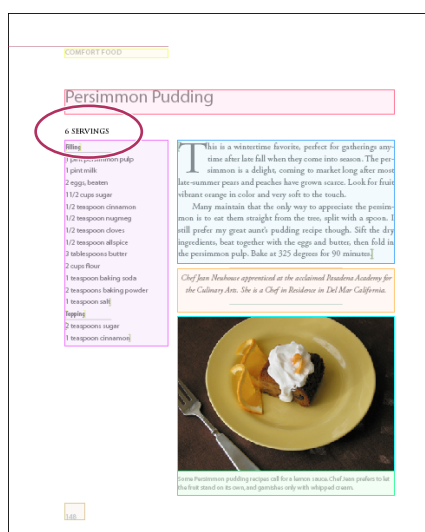 COMFORT FOOD
Persimmon Pudding
6 SERVINGS
Filling
1 pint persimmon pulp
1 pint milk
2 eggs, beaten
1 1/2 cups sugar
1/2 teaspoon cinnamon
1/2 teaspoon nugmeg
1/2 teaspoon cloves
1/2 teaspoon allspice
3 tablespoons butter
2 cups flour
1 teaspoon baking soda
2 teaspoons baking powder
1 teaspoon salt
Topping
2 teaspoons sugar
1 teaspoon cinnamon
This is a wintertime favorite, perfect for gatherings any-
time after late fall when they come into season. The per-
simmon is a delight, coming to market long after most
late-summer pears and peaches have grown scarce. Look for fruit
vibrant orange in color and very soft to the touch.
Many maintain that the only way to appreciate the persim-
mon is to eat them straight from the tree, split with a spoon. I
still prefer my great aunt's pudding recipe though. Sift the dry
ingredients, beat together with the eggs and butter, then fold in
the persimmon pulp. Bake at 325 degrees for 90 minutes.
Chef Jean Neuhouse apprenticed at the acclaimed Pasadena Academy for
the Culinary Arts. She is a Chef in Residence in Del Mar California.
Some Persimmon pudding recipes call for a lemon sauce. Chef Jean prefers to let
the fruit stand on its own, and garnishes only with whipped cream.
140